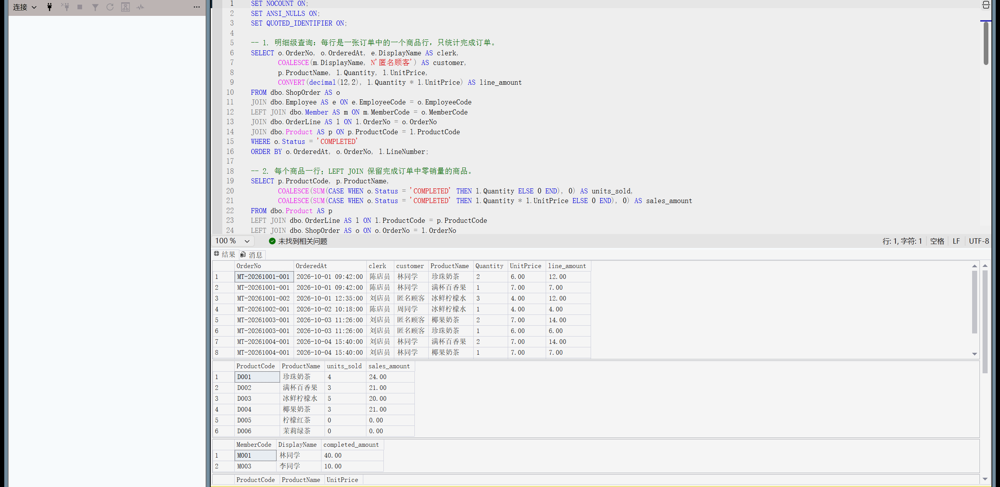 连接
1 SET NOCOUNT ON;
2 SET ANSI_NULLS ON;
3 SET QUOTED_IDENTIFIER ON;
4
5 -- 1. 明细级查询：每行是一张订单中的一个商品行，只统计完成订单。
6 SELECT o.OrderNo, o.OrderedAt, e.DisplayName AS clerk,
7 COALESCE(m.DisplayName, N'匿名顾客') AS customer,
8 p.ProductName, l.Quantity, l.UnitPrice,
9 CONVERT(decimal(12,2), l.Quantity * l.UnitPrice) AS line_amount
10 FROM dbo.ShopOrder AS o
11 JOIN dbo.Employee AS e ON e.EmployeeCode = o.EmployeeCode
12 LEFT JOIN dbo.Member AS m ON m.MemberCode = o.MemberCode
13 JOIN dbo.OrderLine AS l ON l.OrderNo = o.OrderNo
14 JOIN dbo.Product AS p ON p.ProductCode = l.ProductCode
15 WHERE o.Status = 'COMPLETED'
16 ORDER BY o.OrderedAt, o.OrderNo, l.LineNumber;
17
18 -- 2. 每个商品一行；LEFT JOIN 保留完成订单中零销量的商品。
19 SELECT p.ProductCode, p.ProductName,
20 COALESCE(SUM(CASE WHEN o.Status = 'COMPLETED' THEN l.Quantity ELSE 0 END), 0) AS units_sold,
21 COALESCE(SUM(CASE WHEN o.Status = 'COMPLETED' THEN l.Quantity * l.UnitPrice ELSE 0 END), 0) AS sales_amount
22 FROM dbo.Product AS p
23 LEFT JOIN dbo.OrderLine AS l ON l.ProductCode = p.ProductCode
24 LEFT JOIN dbo.ShopOrder AS o ON o.OrderNo = l.OrderNo
100 % 未找到相关问题 行: 1, 字符: 1 空格 LF UTF-8
结果 消息
OrderNo OrderedAt clerk customer ProductName Quantity UnitPrice line_amount
1 MT-20261001-001 2026-10-01 09:42:00 陈店员 林同学 珍珠奶茶 2 6.00 12.00
2 MT-20261001-001 2026-10-01 09:42:00 陈店员 林同学 满杯百香果 1 7.00 7.00
3 MT-20261001-002 2026-10-01 12:35:00 刘店员 匿名顾客 冰鲜柠檬水 3 4.00 12.00
4 MT-20261002-001 2026-10-02 10:18:00 陈店员 周同学 冰鲜柠檬水 1 4.00 4.00
5 MT-20261003-001 2026-10-03 11:26:00 刘店员 匿名顾客 椰果奶茶 2 7.00 14.00
6 MT-20261003-001 2026-10-03 11:26:00 刘店员 匿名顾客 珍珠奶茶 1 6.00 6.00
7 MT-20261004-001 2026-10-04 15:40:00 刘店员 林同学 满杯百香果 2 7.00 14.00
8 MT-20261004-001 2026-10-04 15:40:00 刘店员 林同学 椰果奶茶 1 7.00 7.00
ProductCode ProductName units_sold sales_amount
1 D001 珍珠奶茶 4 24.00
2 D002 满杯百香果 3 21.00
3 D003 冰鲜柠檬水 5 20.00
4 D004 椰果奶茶 3 21.00
5 D005 柠檬红茶 0 0.00
6 D006 茉莉绿茶 0 0.00
MemberCode DisplayName completed_amount
1 M001 林同学 40.00
2 M003 李同学 10.00
ProductCode ProductName UnitPrice